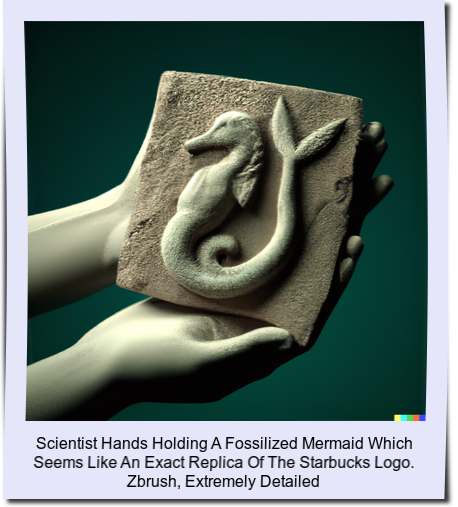 Scientist Hands Holding A Fossilized Mermaid Which
Seems Like An Exact Replica Of The Starbucks Logo.
Zbrush, Extremely Detailed